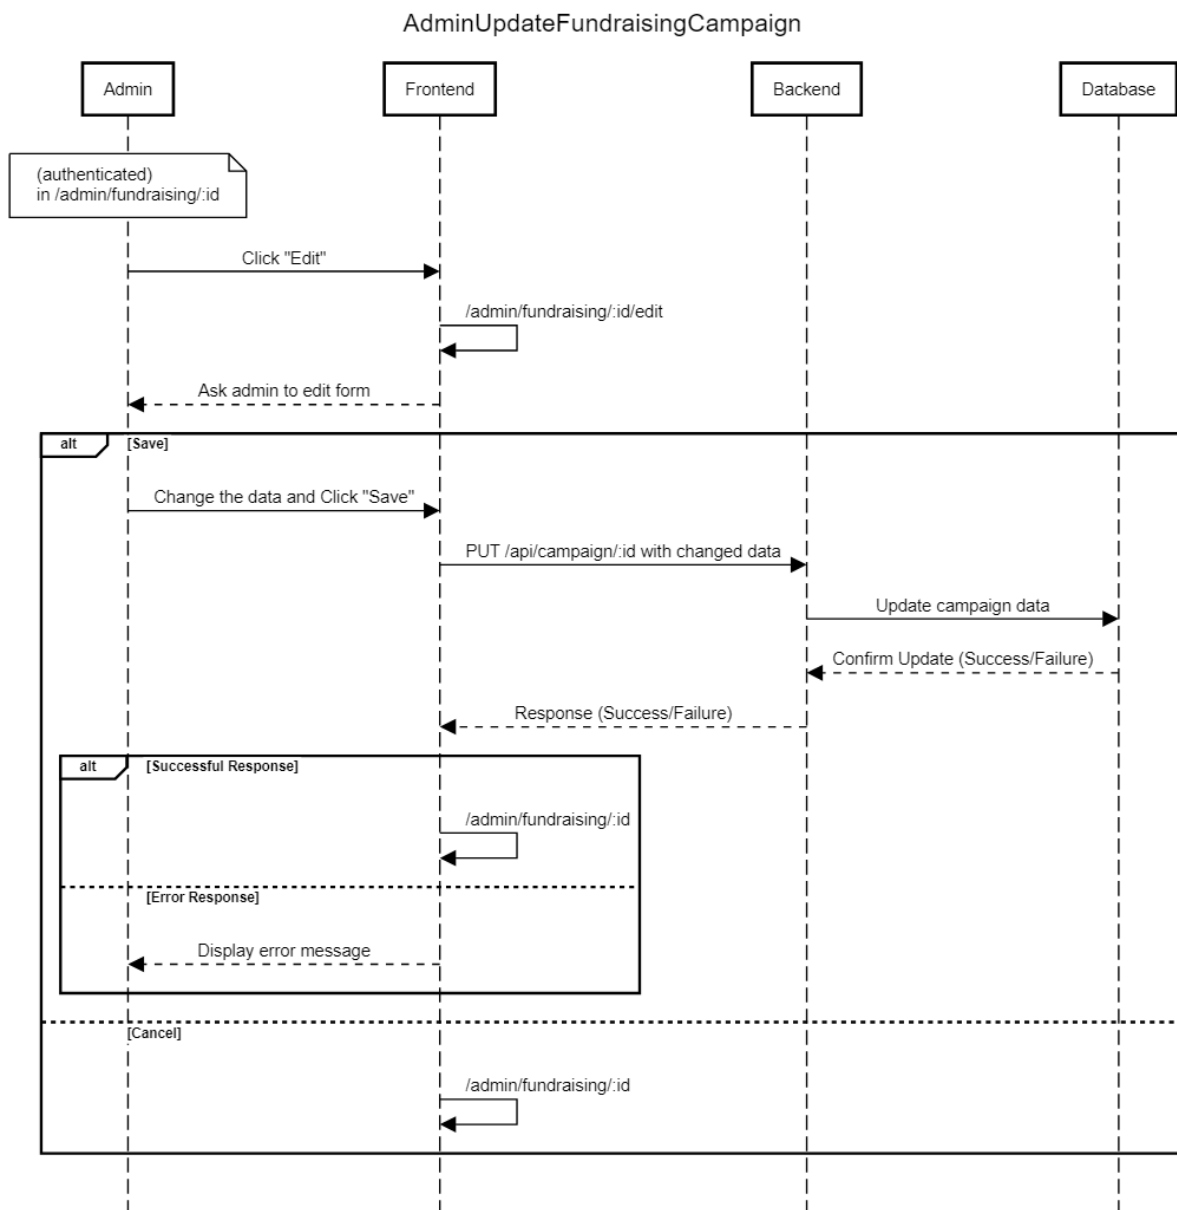 AdminUpdateFundraisingCampaign
Admin
Frontend
Backend
Database
(authenticated)
in /admin/fundraising/:id
Click "Edit"
/admin/fundraising/:id/edit
Ask admin to edit form
alt
[Save]
Change the data and Click "Save"
PUT /api/campaign/:id with changed data
Update campaign data
Confirm Update (Success/Failure)
Response (Success/Failure)
alt
[Successful Response]
/admin/fundraising/:id
[Error Response]
Display error message
[Cancel]
/admin/fundraising/:id